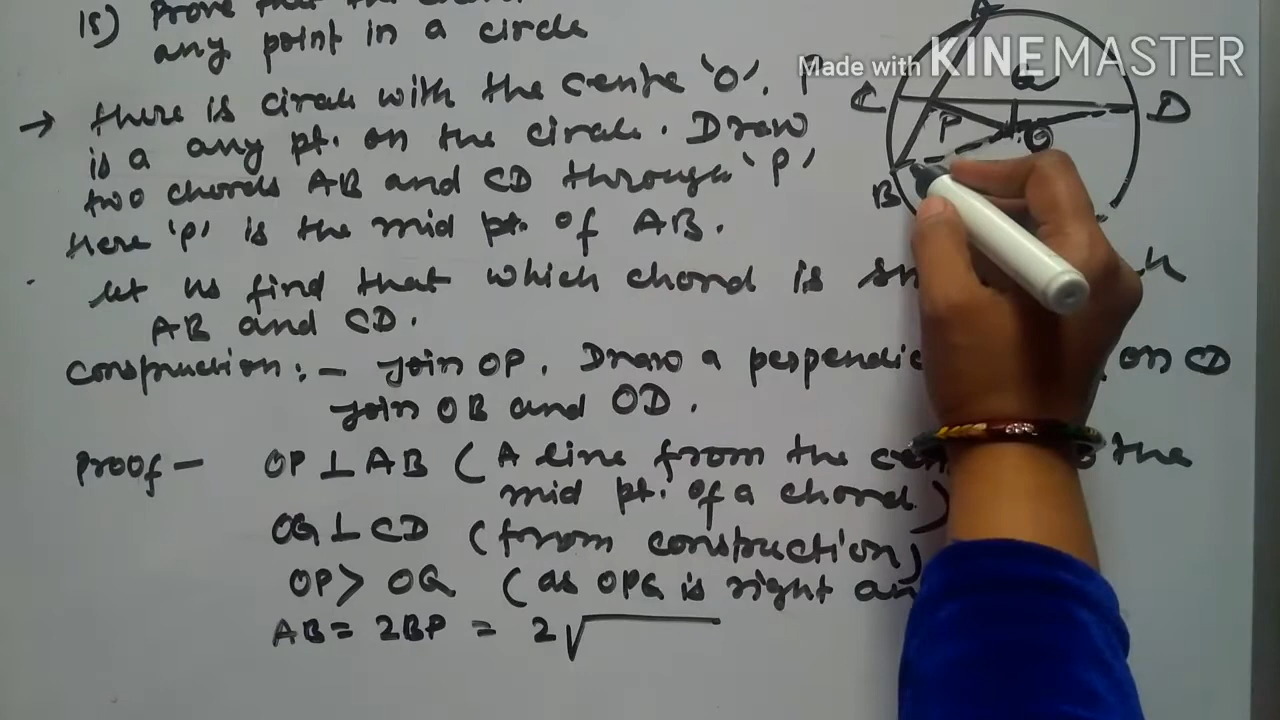 15) Prove that the
any point in a circle
→ there is circle with the centre 'O'. P
is a any pt. on the circle. Draw
two chords AB and CD through 'P'
Here 'P' is the mid pt. of AB.
let us find that which chord is
AB and CD.
construction :- Join OP. Draw a on CD
Join OB and OD.
Proof - OP ⊥ AB (A line from the the
mid pt. of a chord)
OQ ⊥ CD (from construction)
OP > OQ (as OPQ is right
AB = 2BP = 2√
Made with KINEMASTER
A
C
Q
D
P
O
B